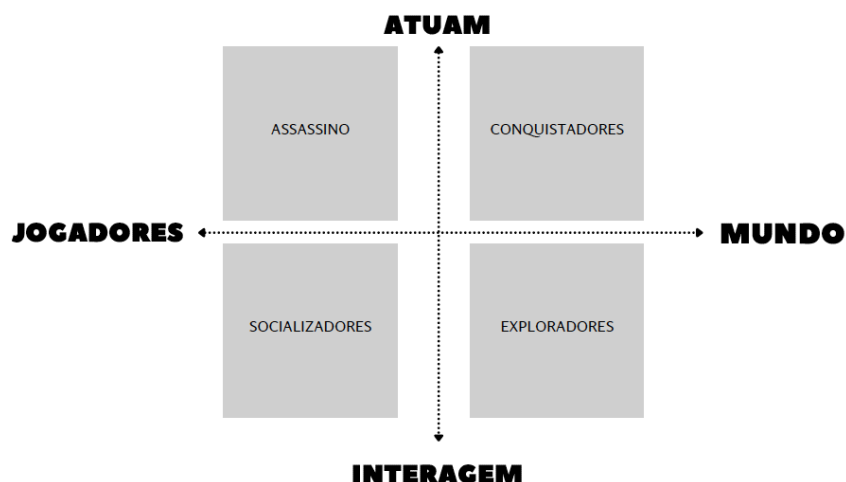 ATUAM
ASSASSINO
CONQUISTADORES
JOGADORES
MUNDO
SOCIALIZADORES
EXPLORADORES
INTERAGEM